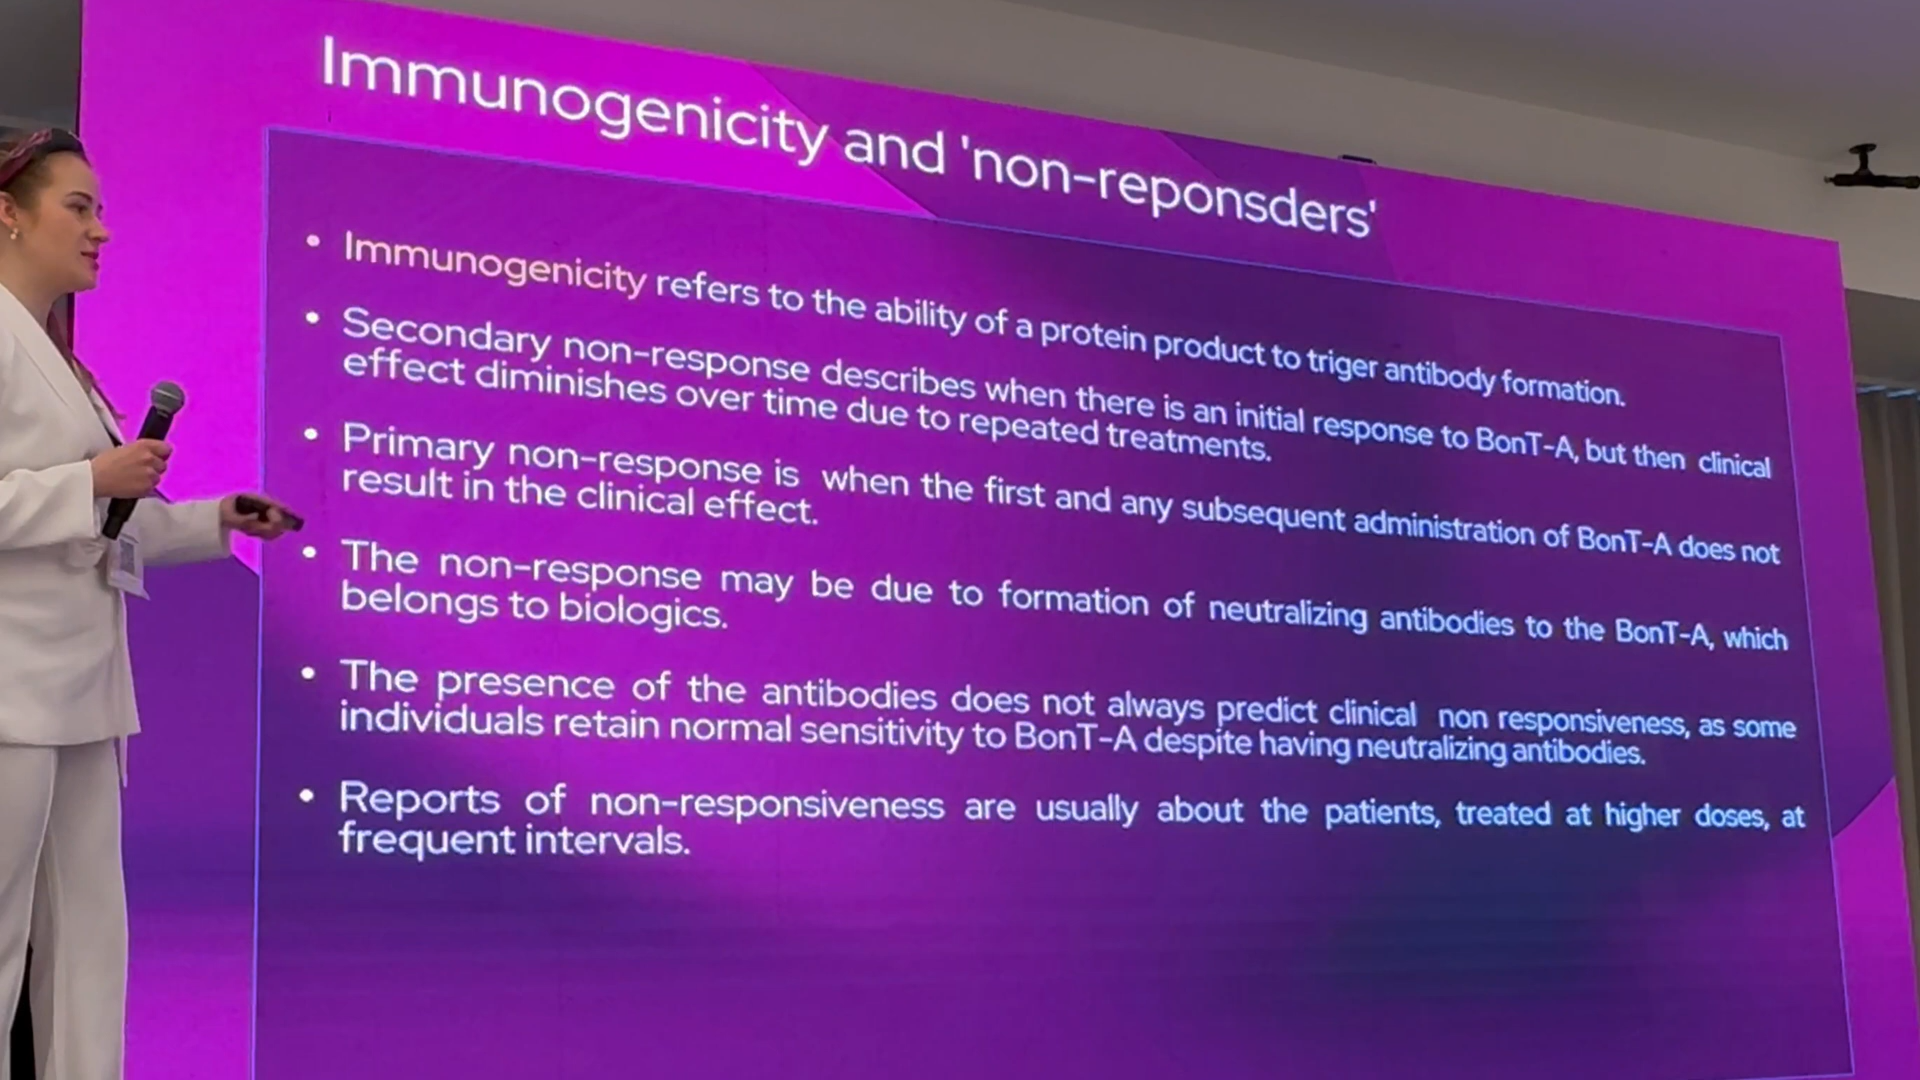 Immunogenicity and 'non-reponsders'
• Immunogenicity refers to the ability of a protein product to triger antibody formation.
• Secondary non-response describes when there is an initial response to BonT-A, but then clinical
effect diminishes over time due to repeated treatments.
• Primary non-response is when the first and any subsequent administration of BonT-A does not
result in the clinical effect.
• The non-response may be due to formation of neutralizing antibodies to the BonT-A, which
belongs to biologics.
• The presence of the antibodies does not always predict clinical non responsiveness, as some
individuals retain normal sensitivity to BonT-A despite having neutralizing antibodies.
• Reports of non-responsiveness are usually about the patients, treated at higher doses, at
frequent intervals.